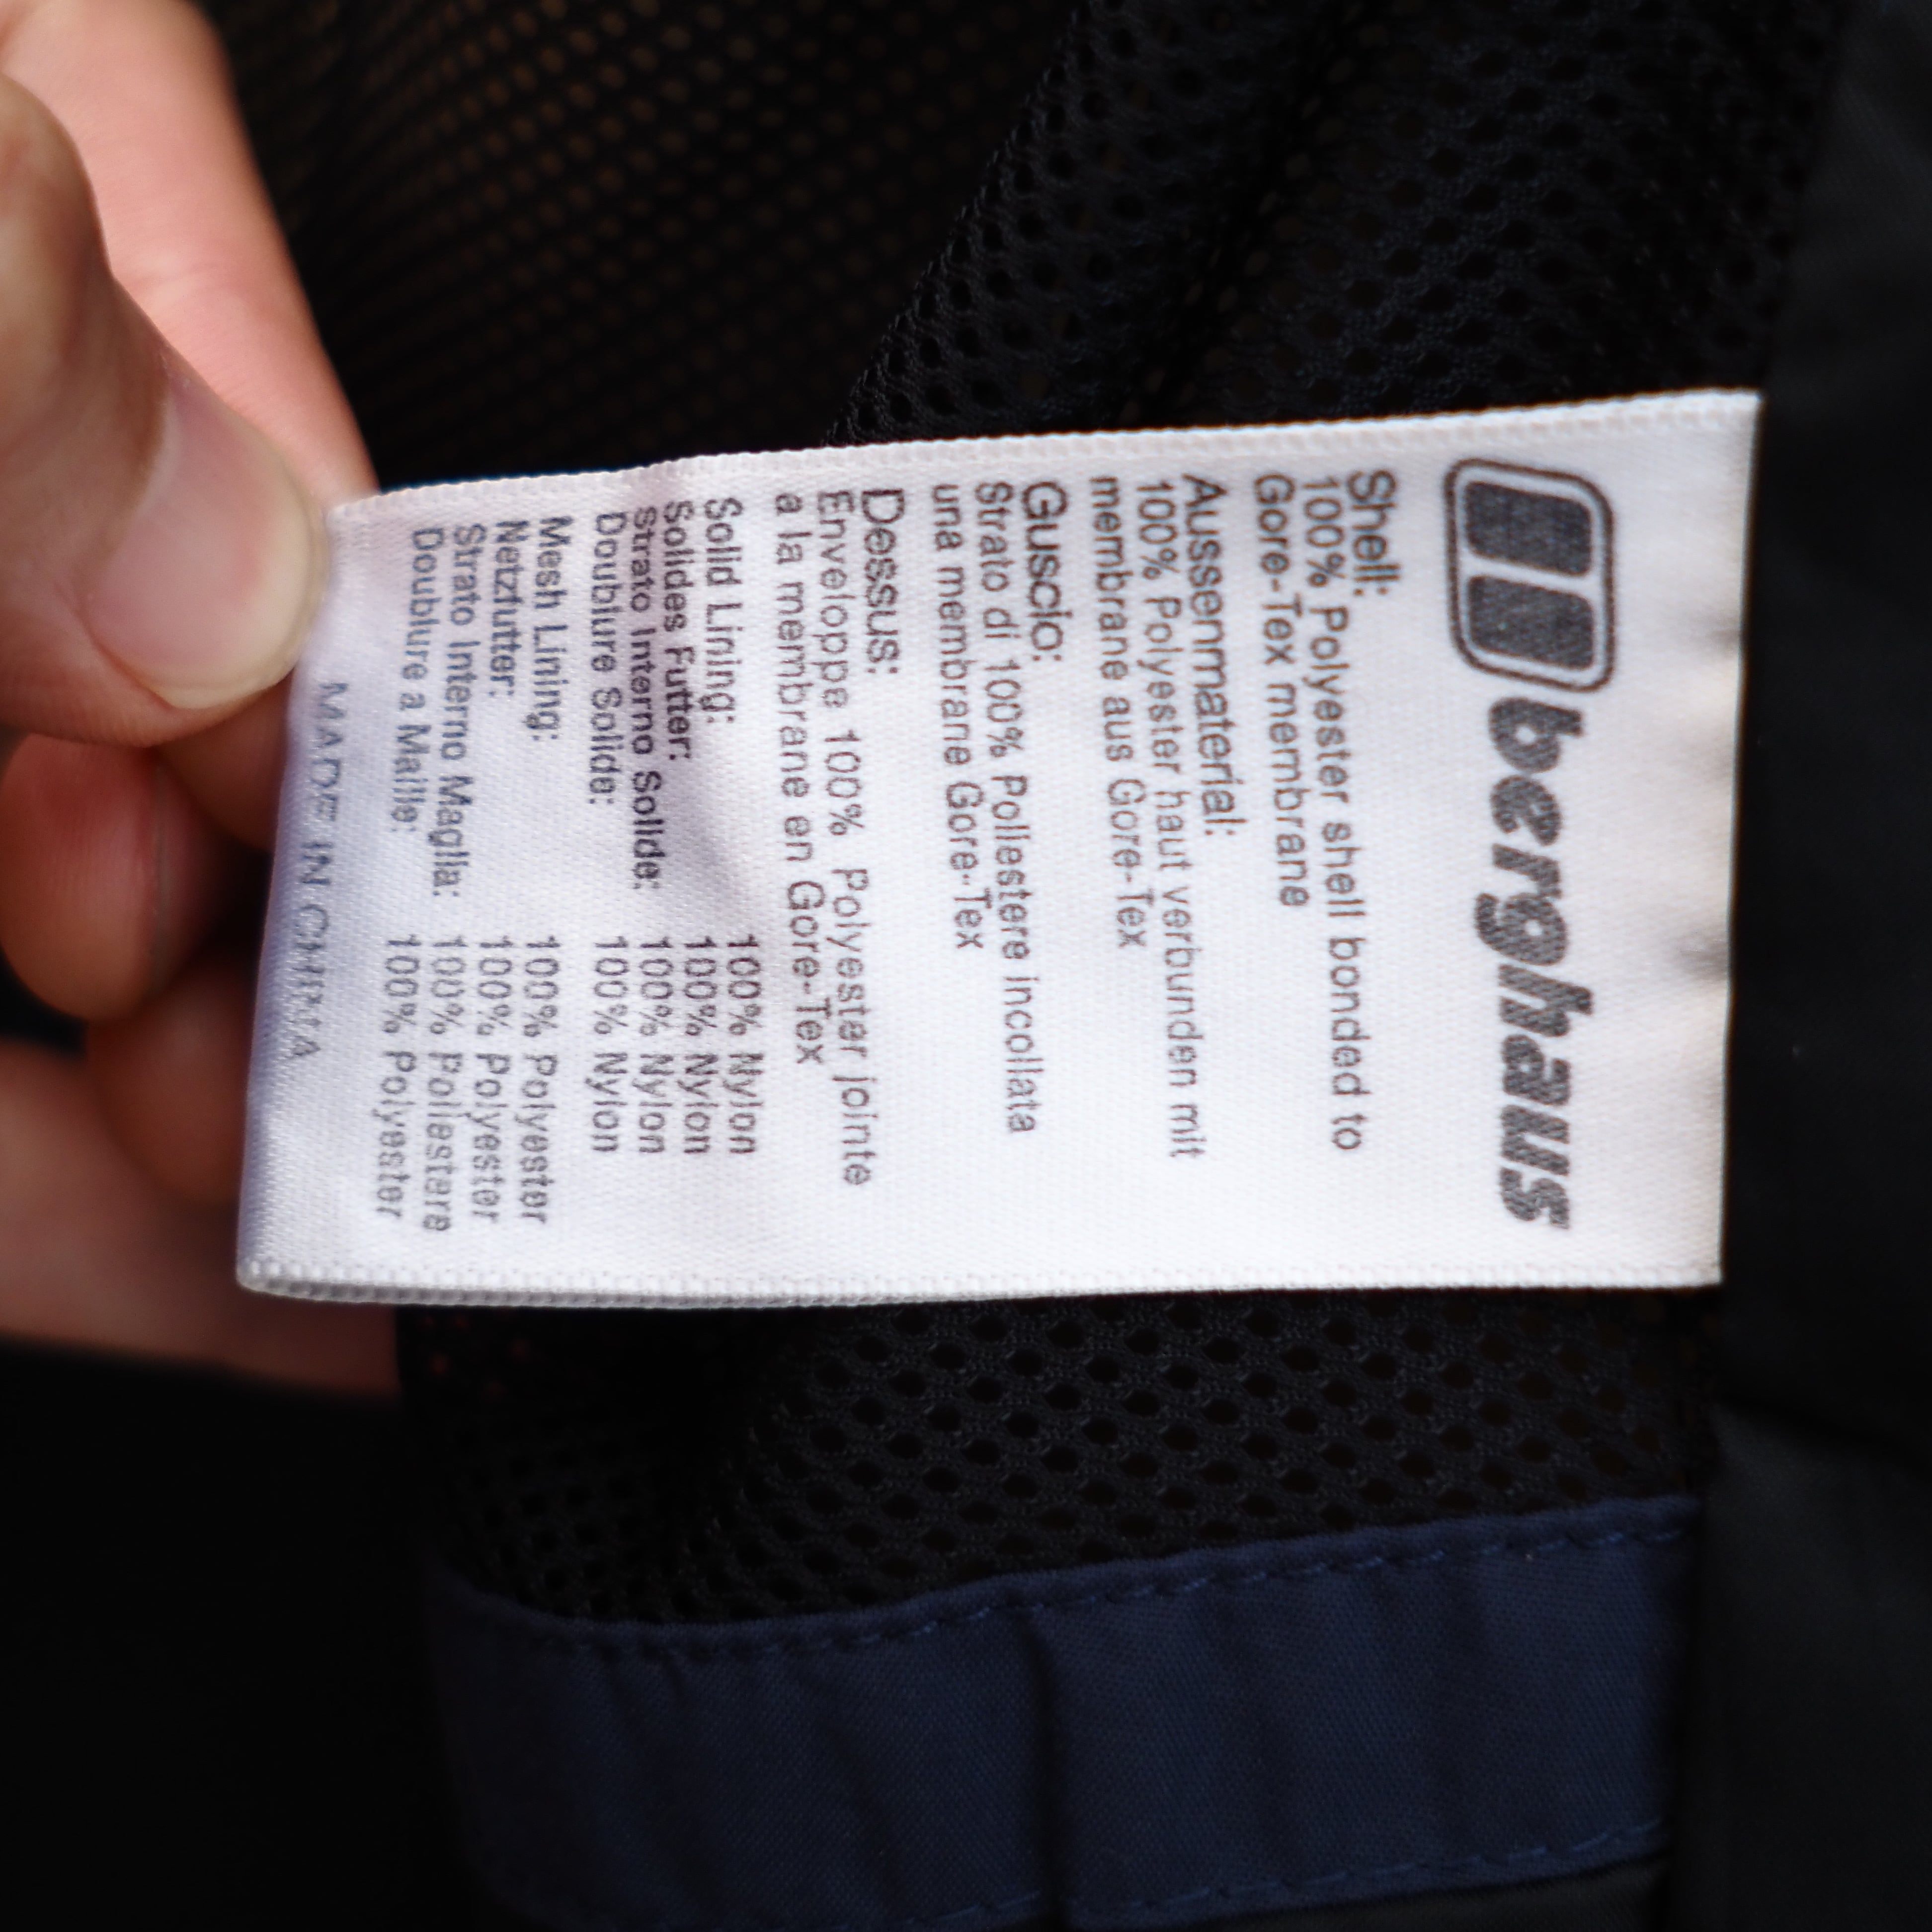 berghaus
Shell:
100% Polyester shell bonded to
Gore-Tex membrane
Aussenmaterial:
100% Polyester haut verbunden mit
membrane aus Gore-Tex
Guscio:
Strato di 100% Poliestere incollata
una membrane Gore-Tex
Dessus:
Enveloppe 100% Polyester jointe
a la membrane en Gore-Tex
Solid Lining: 100% Nylon
Solides Futter: 100% Nylon
Strato Interno Solide: 100% Nylon
Doublure Solide: 100% Nylon
Mesh Lining: 100% Polyester
Netzfutter: 100% Polyester
Strato Interno Maglia: 100% Poliestere
Doublure a Maille: 100% Polyester
MADE IN CHINA